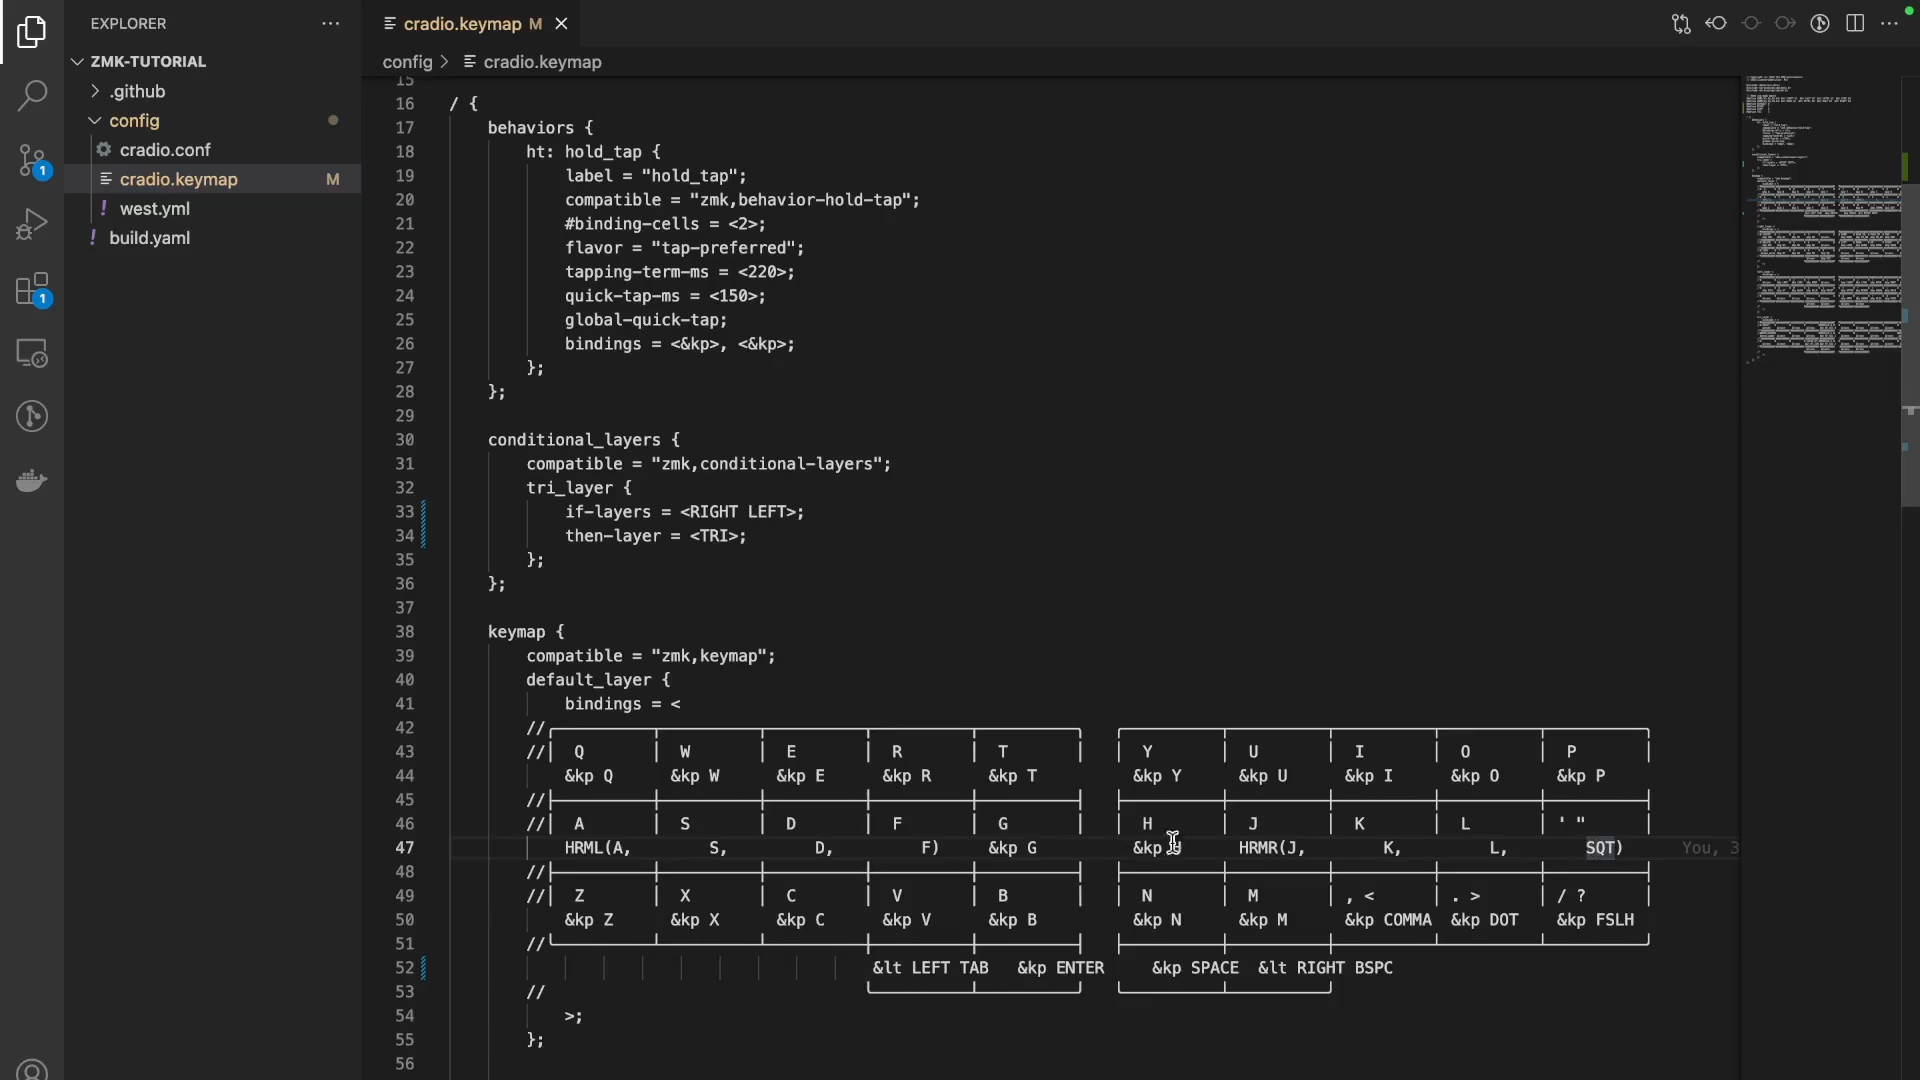 EXPLORER
cradio.keymap M
ZMK-TUTORIAL
.github
config
cradio.conf
cradio.keymap M
west.yml
build.yaml
1
1
config > cradio.keymap
15
16 / {
17 behaviors {
18 ht: hold_tap {
19 label = "hold_tap";
20 compatible = "zmk,behavior-hold-tap";
21 #binding-cells = <2>;
22 flavor = "tap-preferred";
23 tapping-term-ms = <220>;
24 quick-tap-ms = <150>;
25 global-quick-tap;
26 bindings = <&kp>, <&kp>;
27 };
28 };
29
30 conditional_layers {
31 compatible = "zmk,conditional-layers";
32 tri_layer {
33 if-layers = <RIGHT LEFT>;
34 then-layer = <TRI>;
35 };
36 };
37
38 keymap {
39 compatible = "zmk,keymap";
40 default_layer {
41 bindings = <
42 //
43 // Q W E R T Y U I O P
44 &kp Q &kp W &kp E &kp R &kp T &kp Y &kp U &kp I &kp O &kp P
45 //
46 // A S D F G H J K L ' "
47 HRML(A, S, D, F) &kp G &kp H HRMR(J, K, L, SQT) You, 3
48 //
49 // Z X C V B N M , < . > / ?
50 &kp Z &kp X &kp C &kp V &kp B &kp N &kp M &kp COMMA &kp DOT &kp FSLH
51 //
52 &lt LEFT TAB &kp ENTER &kp SPACE &lt RIGHT BSPC
53 //
54 >;
55 };
56